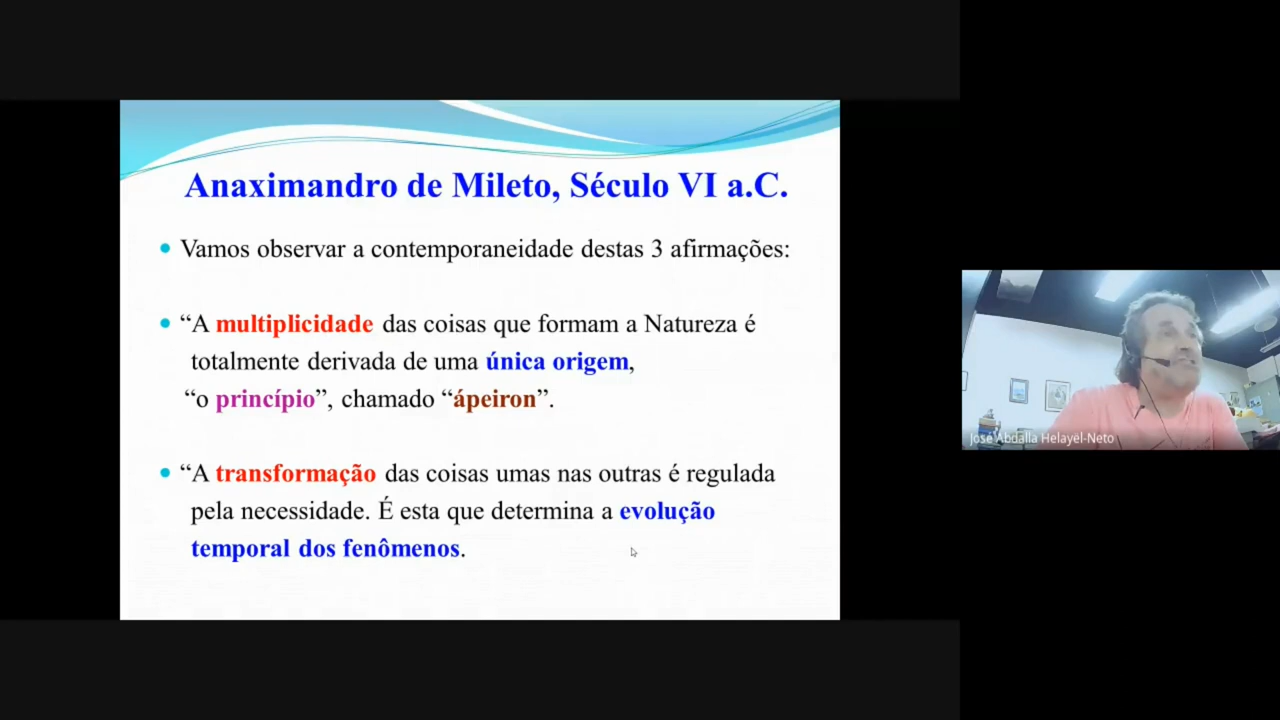 Anaximandro de Mileto, Século VI a.C.
Vamos observar a contemporaneidade destas 3 afirmações:
“A multiplicidade das coisas que formam a Natureza é
totalmente derivada de uma única origem,
“o princípio”, chamado “ápeiron”.
“A transformação das coisas umas nas outras é regulada
pela necessidade. É esta que determina a evolução
temporal dos fenômenos.
José Abdalla Helayël-Neto